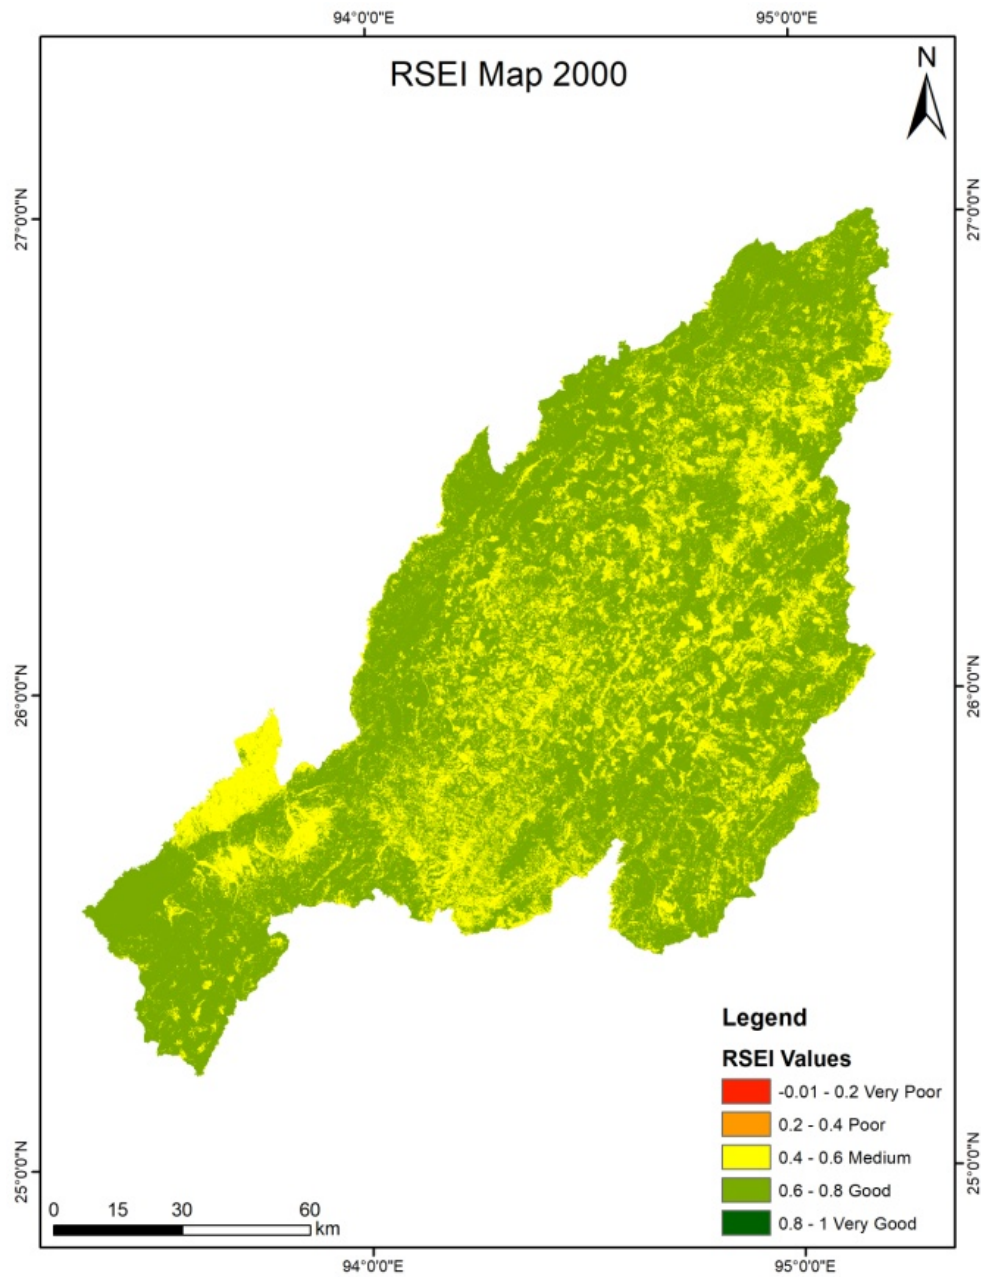 94°0'0"E
95°0'0"E
RSEI Map 2000
N
27°0'0"N
27°0'0"N
26°0'0"N
26°0'0"N
25°0'0"N
25°0'0"N
Legend
RSEI Values
-0.01 - 0.2 Very Poor
0.2 - 0.4 Poor
0.4 - 0.6 Medium
0.6 - 0.8 Good
0.8 - 1 Very Good
0 15 30 60
km
94°0'0"E
95°0'0"E